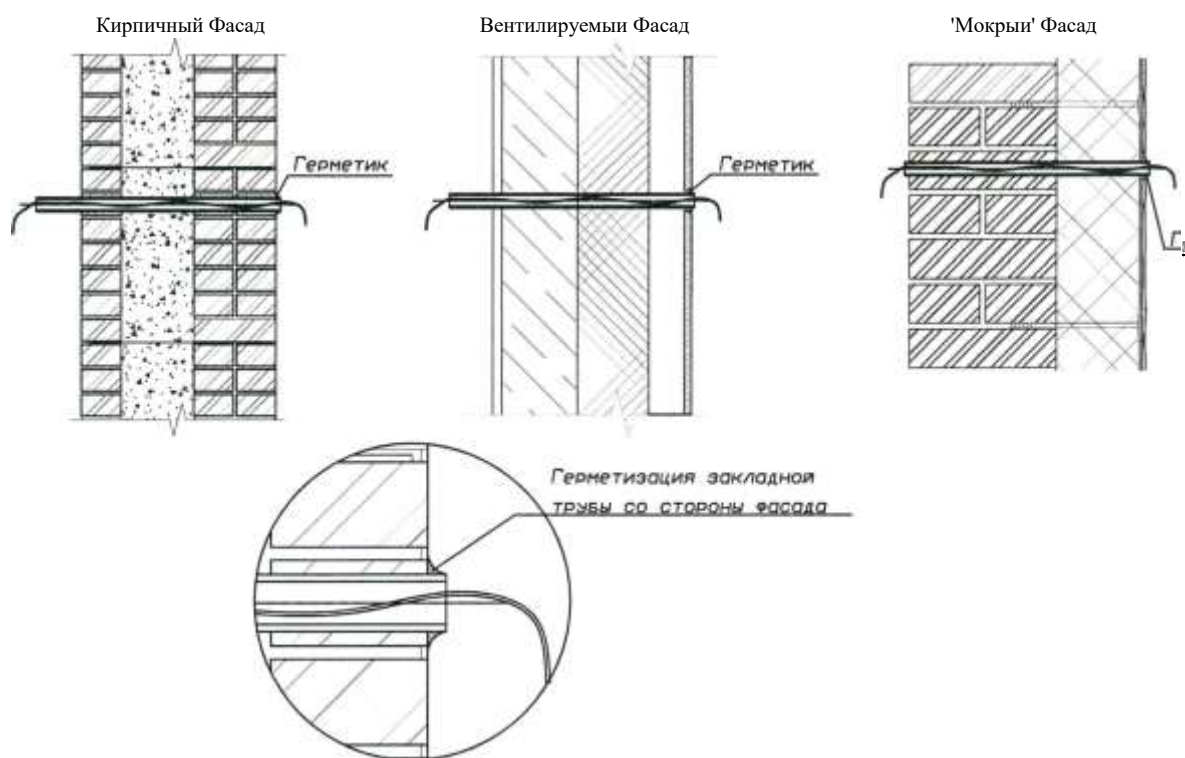 Кирпичный Фасад
Вентилируемыи Фасад
'Мокрыи' Фасад
Герметик
Герметик
Герметизация закладной
трубы со стороны фасада